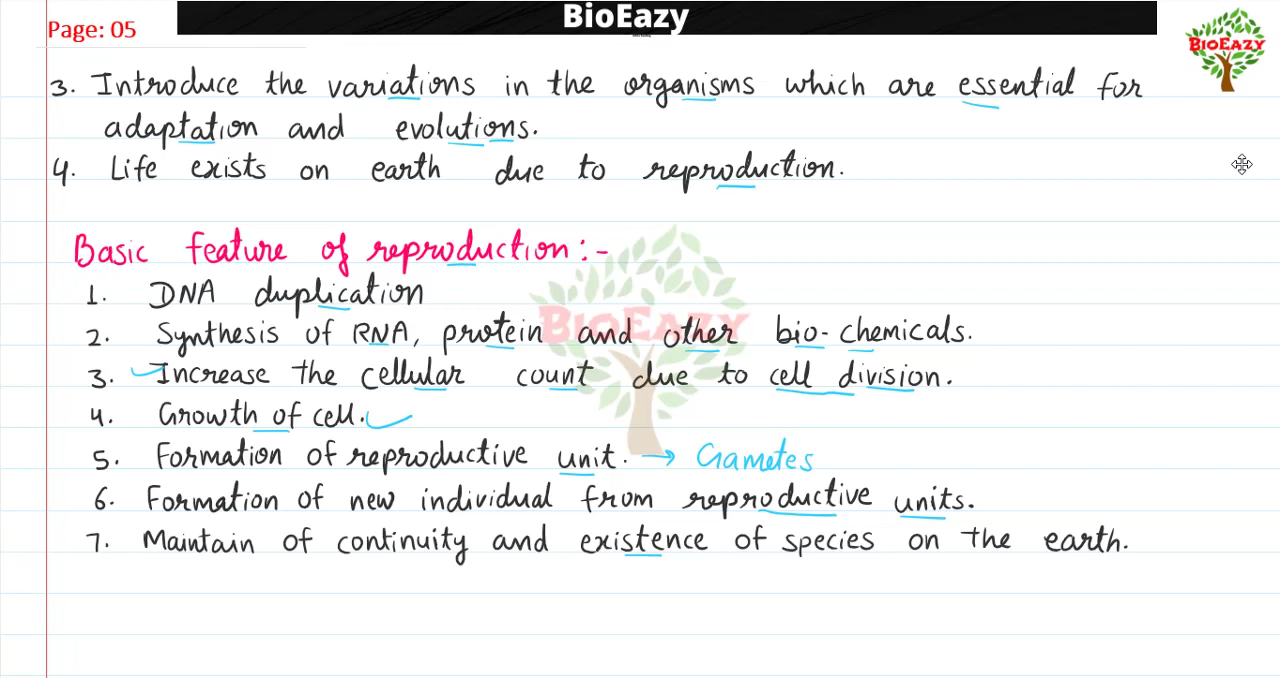 BioEazy
Page: 05
BIOEAZY
3. Introduce the variations in the organisms which are essential for
adaptation and evolutions.
4. Life exists on earth due to reproduction.
Basic feature of reproduction:-
1. DNA duplication
2. Synthesis of RNA, protein and other bio-chemicals.
BIOEAZY
3. Increase the cellular count due to cell division.
4. Growth of cell.
5. Formation of reproductive unit. → Gametes
6. Formation of new individual from reproductive units.
7. Maintain of continuity and existence of species on the earth.